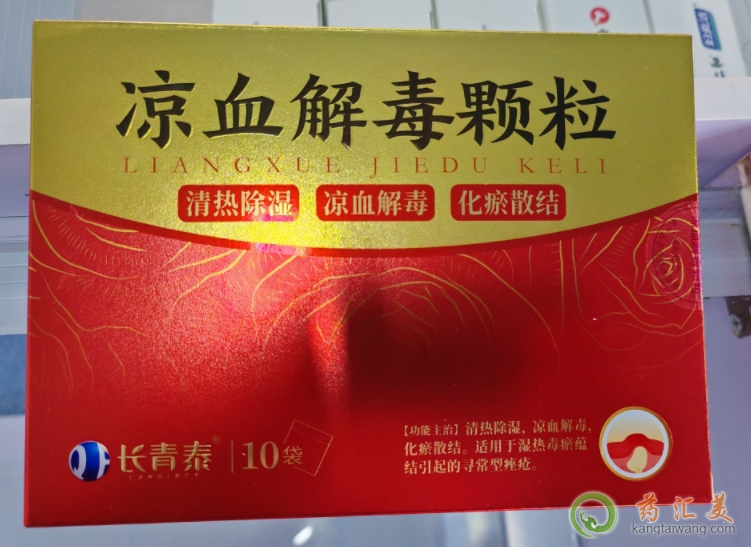 凉血解毒颗粒
LIANGXUE JIEDU KELI
清热除湿 凉血解毒 化瘀散结
【功能主治】清热除湿，凉血解毒，
化瘀散结。适用于湿热毒瘀蕴
结引起的寻常型痤疮。
长青泰® 10袋
药汇美
kangtaiwang.com